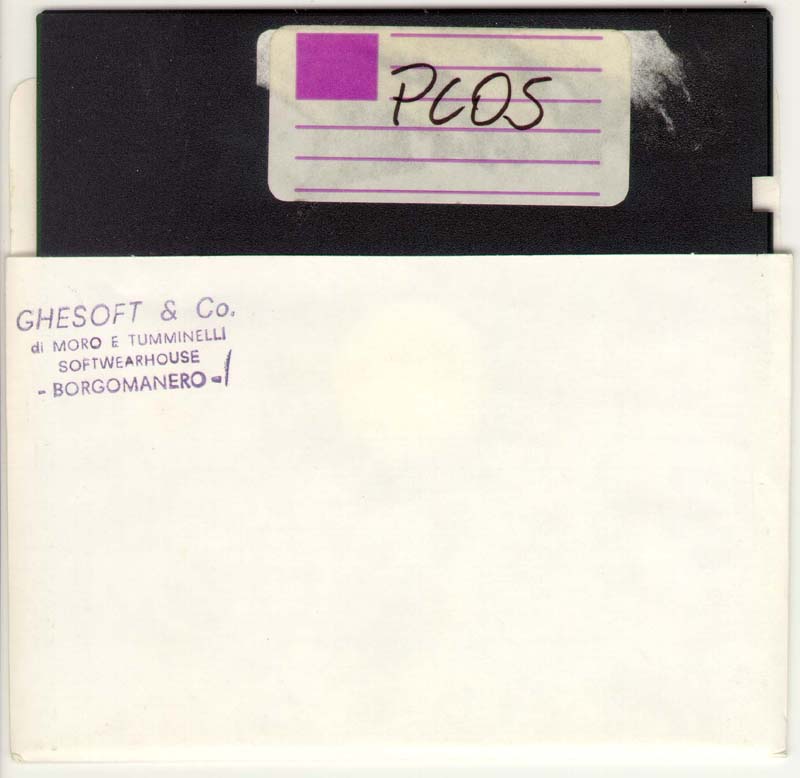 PCOS
GHESOFT & Co.
di MORO E TUMMINELLI
SOFTWEARHOUSE
- BORGOMANERO -